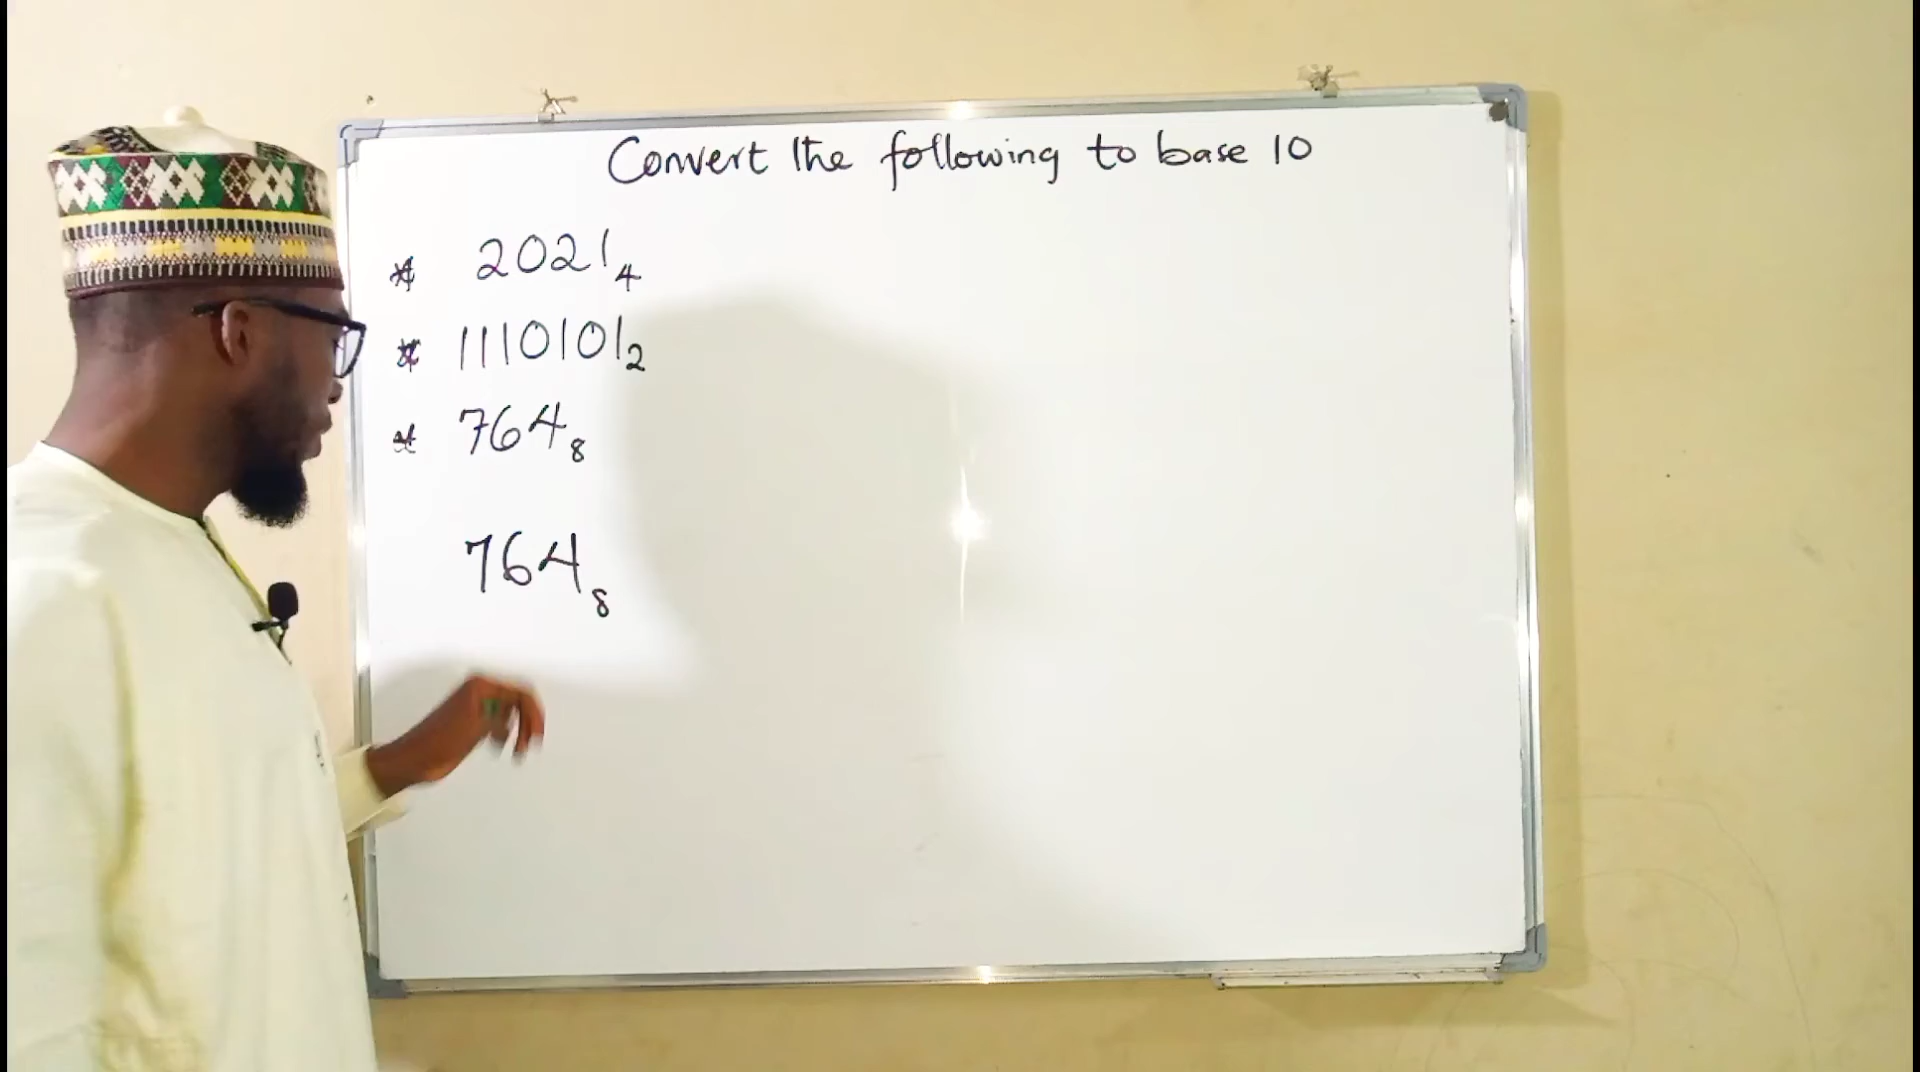 Convert the following to base 10
* 2021₄
* 1110101₂
* 764₈
764₈